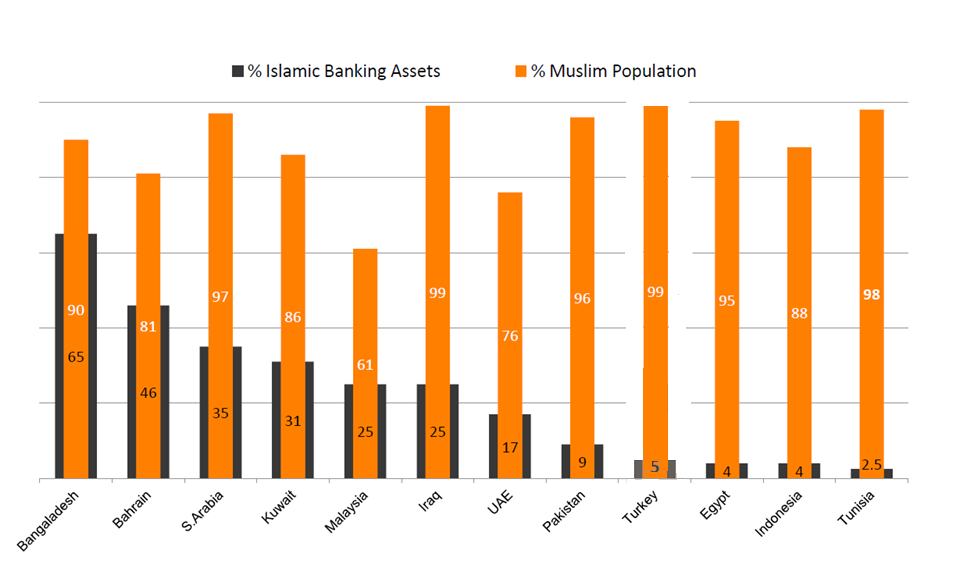 % Islamic Banking Assets % Muslim Population
90 81 97 86 61 99 76 96 99 95 88 98
65 46 35 31 25 25 17 9 5 4 4 2.5
Bangaladesh Bahrain S.Arabia Kuwait Malaysia Iraq UAE Pakistan Turkey Egypt Indonesia Tunisia